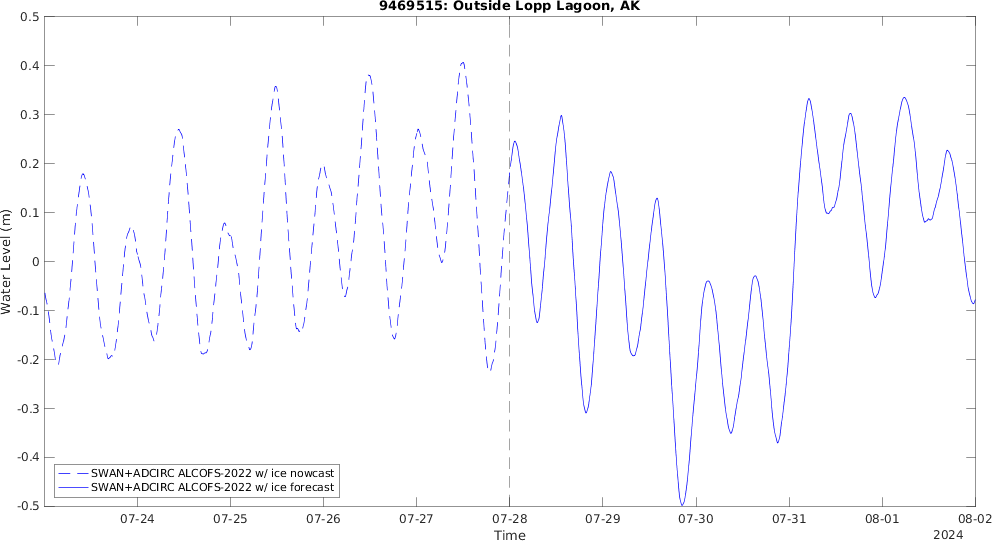 9469515: Outside Lopp Lagoon, AK
0.5
0.4
0.3
0.2
0.1
0
-0.1
-0.2
-0.3
-0.4
-0.5
Water Level (m)
SWAN+ADCIRC ALCOFS-2022 w/ ice nowcast
SWAN+ADCIRC ALCOFS-2022 w/ ice forecast
07-24 07-25 07-26 07-27 07-28 07-29 07-30 07-31 08-01 08-02
Time
2024